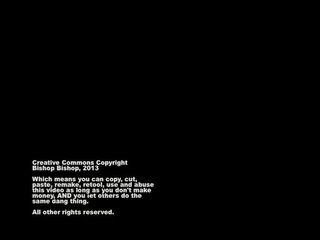 Creative Commons Copyright
Bishop Bishop, 2013
Which means you can copy, cut,
paste, remake, retool, use and abuse
this video as long as you don't make
money, AND you let others do the
same dang thing.
All other rights reserved.